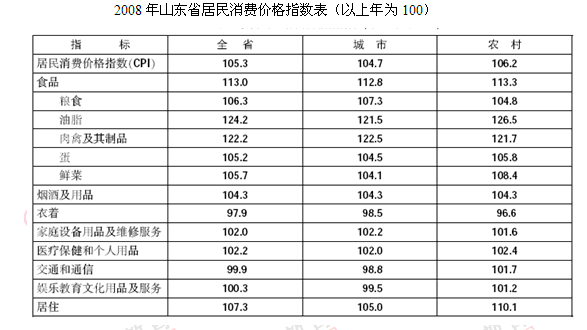 2008年山东省居民消费价格指数表（以上年为100）
指 标 全 省 城 市 农 村
居民消费价格指数(CPI) 105.3 104.7 106.2
食品 113.0 112.8 113.3
粮食 106.3 107.3 104.8
油脂 124.2 121.5 126.5
肉禽及其制品 122.2 122.5 121.7
蛋 105.2 104.5 105.8
鲜菜 105.7 104.1 108.4
烟酒及用品 104.3 104.3 104.3
衣着 97.9 98.5 96.6
家庭设备用品及维修服务 102.0 102.2 101.6
医疗保健和个人用品 102.2 102.0 102.4
交通和通信 99.9 98.8 101.7
娱乐教育文化用品及服务 100.3 99.5 101.2
居住 107.3 105.0 110.1